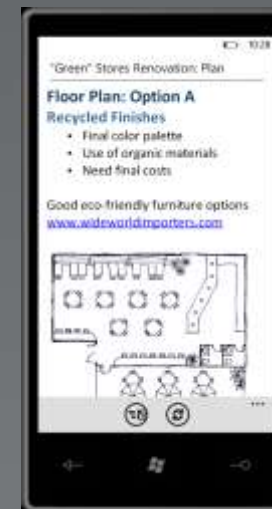 10:28
"Green" Stores Renovation: Plan
Floor Plan: Option A
Recycled Finishes
• Final color palette
• Use of organic materials
• Need final costs
Good eco-friendly furniture options
www.wideworldimporters.com